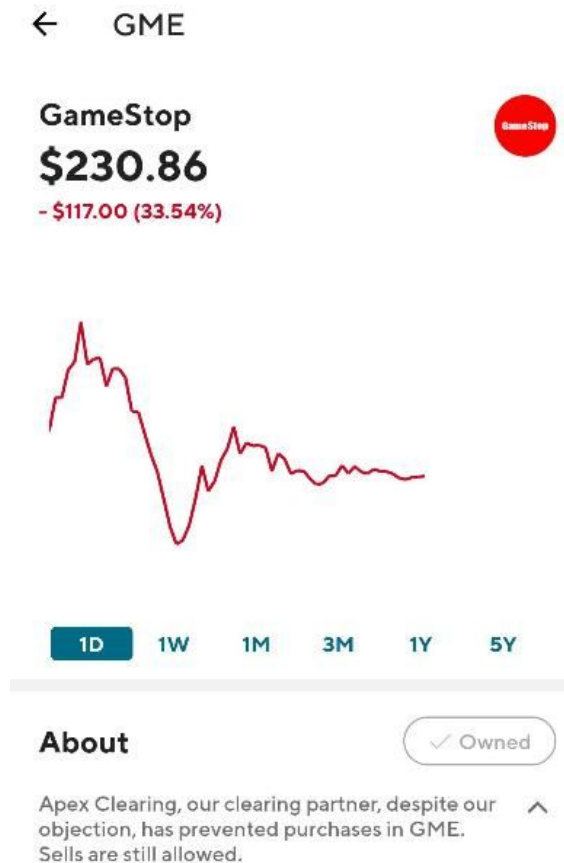 GME
GameStop
GameStop
$230.86
- $117.00 (33.54%)
1D 1W 1M 3M 1Y 5Y
About
Owned
Apex Clearing, our clearing partner, despite our
objection, has prevented purchases in GME.
Sells are still allowed.